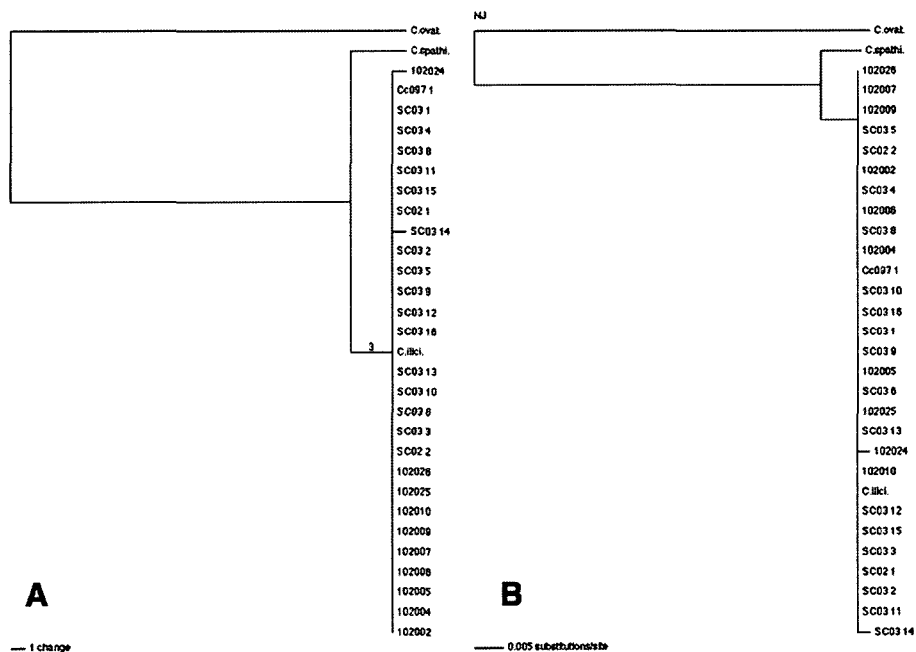 C.ovat.
C.spathi.
102024
Cc097 1
SC03 1
SC03 4
SC03 8
SC03 11
SC03 15
SC02 1
SC03 14
SC03 2
SC03 5
SC03 9
SC03 12
SC03 16
3
C.ilici.
SC03 13
SC03 10
SC03 6
SC03 3
SC02 2
102026
102025
102010
102009
102007
102006
102005
102004
102002
A
1 change
NJ
C.ovat.
C.spathi.
102026
102007
102009
SC03 5
SC02 2
102002
SC03 4
102006
SC03 8
102004
Cc097 1
SC03 10
SC03 16
SC03 1
SC03 9
102005
SC03 6
102025
SC03 13
102024
102010
C.ilici.
SC03 12
SC03 15
SC03 3
SC02 1
SC03 2
SC03 11
SC03 14
B
0.005 substitutions/site